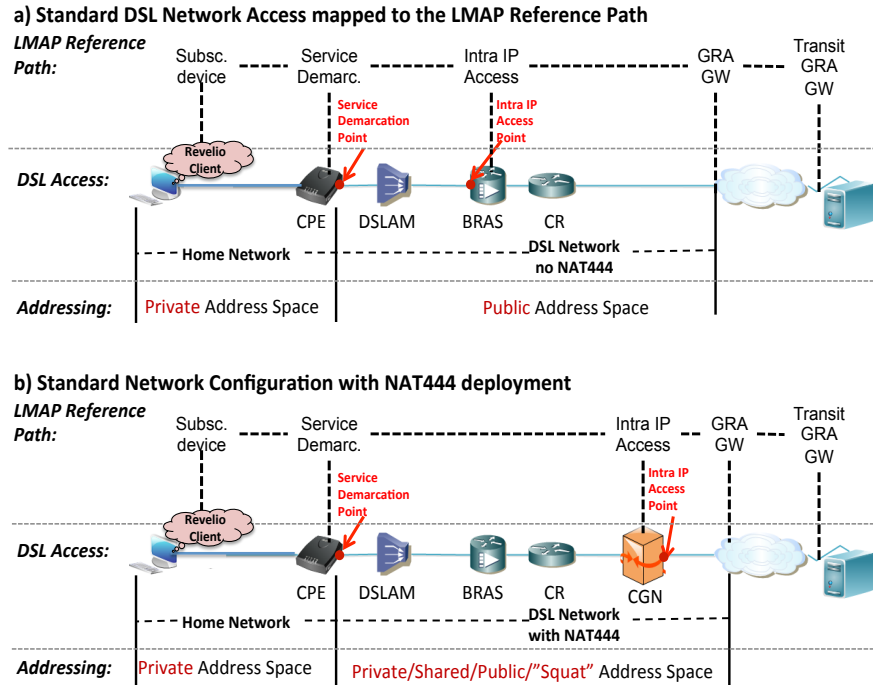 a) Standard DSL Network Access mapped to the LMAP Reference Path
LMAP Reference
Path:
Subsc.
device
Service
Demarc.
Intra IP
Access
GRA
GW
Transit
GRA
GW
Service
Demarcation
Point
Intra IP
Access
Point
Revelio
Client
DSL Access:
CPE
DSLAM
BRAS
CR
Home Network
DSL Network
no NAT444
Addressing:
Private Address Space
Public Address Space
b) Standard Network Configuration with NAT444 deployment
LMAP Reference
Path:
Subsc.
device
Service
Demarc.
Intra IP
Access
GRA
GW
Transit
GRA
GW
Service
Demarcation
Point
Intra IP
Access
Point
Revelio
Client
DSL Access:
CPE
DSLAM
BRAS
CR
CGN
Home Network
DSL Network
with NAT444
Addressing:
Private Address Space
Private/Shared/Public/”Squat” Address Space